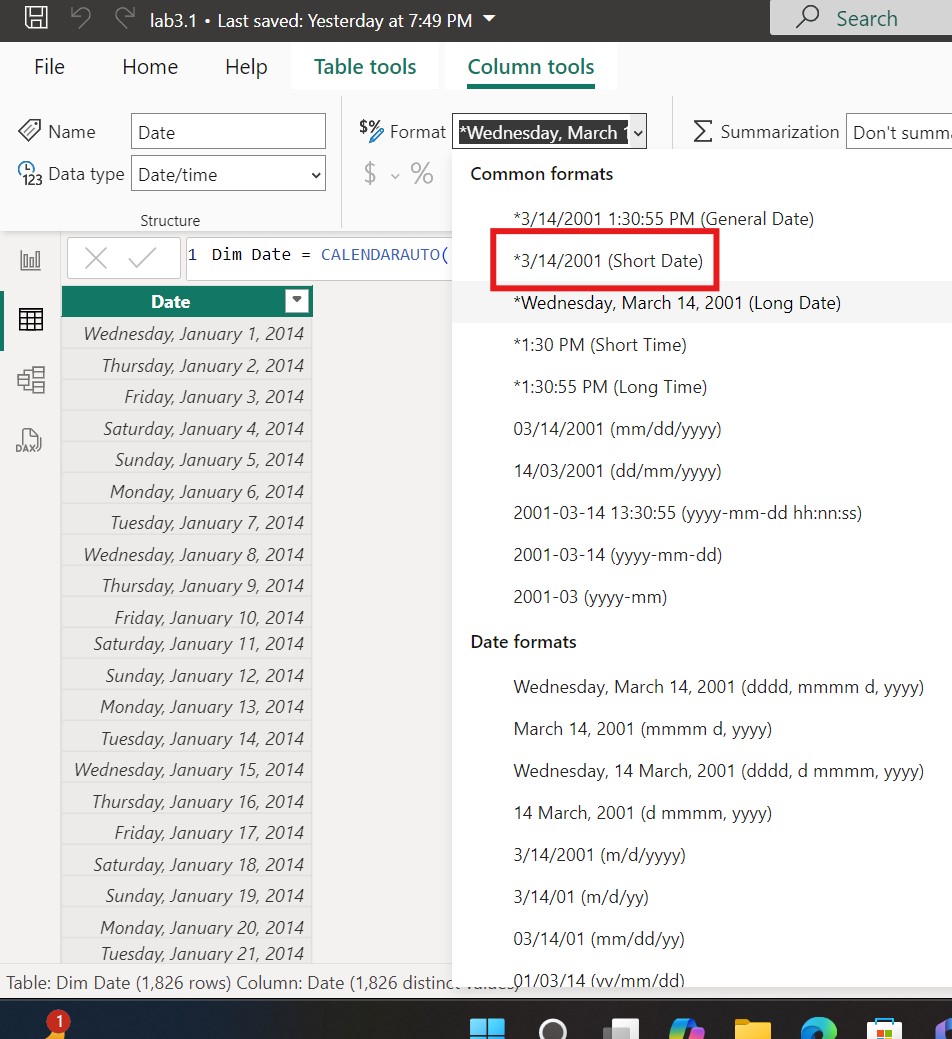 lab3.1 • Last saved: Yesterday at 7:49 PM
Search
File
Home
Help
Table tools
Column tools
Name
Date
Format
*Wednesday, March 1
Summarization
Don't summa
Data type
Date/time
$
%
Structure
Common formats
*3/14/2001 1:30:55 PM (General Date)
*3/14/2001 (Short Date)
*Wednesday, March 14, 2001 (Long Date)
*1:30 PM (Short Time)
*1:30:55 PM (Long Time)
03/14/2001 (mm/dd/yyyy)
14/03/2001 (dd/mm/yyyy)
2001-03-14 13:30:55 (yyyy-mm-dd hh:nn:ss)
2001-03-14 (yyyy-mm-dd)
2001-03 (yyyy-mm)
Date formats
Wednesday, March 14, 2001 (dddd, mmmm d, yyyy)
March 14, 2001 (mmmm d, yyyy)
Wednesday, 14 March, 2001 (dddd, d mmmm, yyyy)
14 March, 2001 (d mmmm, yyyy)
3/14/2001 (m/d/yyyy)
3/14/01 (m/d/yy)
03/14/01 (mm/dd/yy)
01/03/14 (yy/mm/dd)
1 Dim Date = CALENDARAUTO(
Date
Wednesday, January 1, 2014
Thursday, January 2, 2014
Friday, January 3, 2014
Saturday, January 4, 2014
Sunday, January 5, 2014
Monday, January 6, 2014
Tuesday, January 7, 2014
Wednesday, January 8, 2014
Thursday, January 9, 2014
Friday, January 10, 2014
Saturday, January 11, 2014
Sunday, January 12, 2014
Monday, January 13, 2014
Tuesday, January 14, 2014
Wednesday, January 15, 2014
Thursday, January 16, 2014
Friday, January 17, 2014
Saturday, January 18, 2014
Sunday, January 19, 2014
Monday, January 20, 2014
Tuesday, January 21, 2014
DAX
Table: Dim Date (1,826 rows) Column: Date (1,826 distinct values)
1